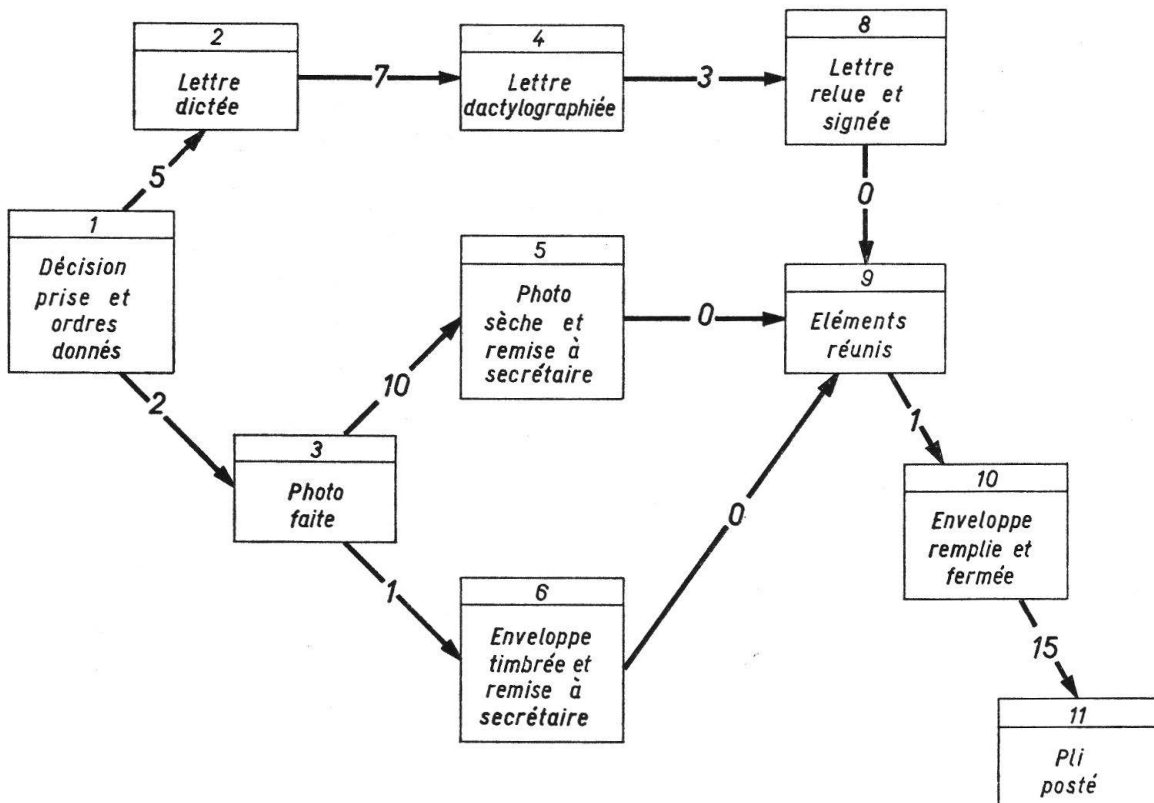 2
Lettre
dictée
7
4
Lettre
dactylographiée
3
8
Lettre
relue et
signée
5
0
1
Décision
prise et
ordres
donnés
5
Photo
sèche et
remise à
secrétaire
0
9
Eléments
réunis
2
10
1
3
Photo
faite
0
10
Enveloppe
remplie et
fermée
1
6
Enveloppe
timbrée et
remise à
secrétaire
15
11
Pli
posté